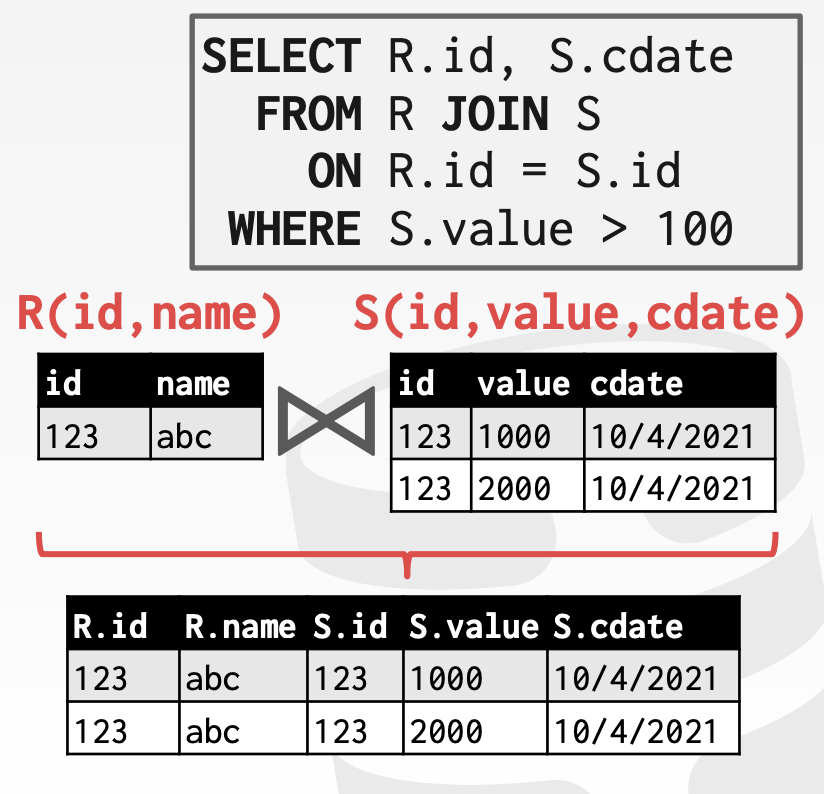 SELECT R.id, S.cdate
FROM R JOIN S
ON R.id = S.id
WHERE S.value > 100
R(id,name) S(id,value,cdate)
id name
123 abc
id value cdate
123 1000 10/4/2021
123 2000 10/4/2021
R.id R.name S.id S.value S.cdate
123 abc 123 1000 10/4/2021
123 abc 123 2000 10/4/2021